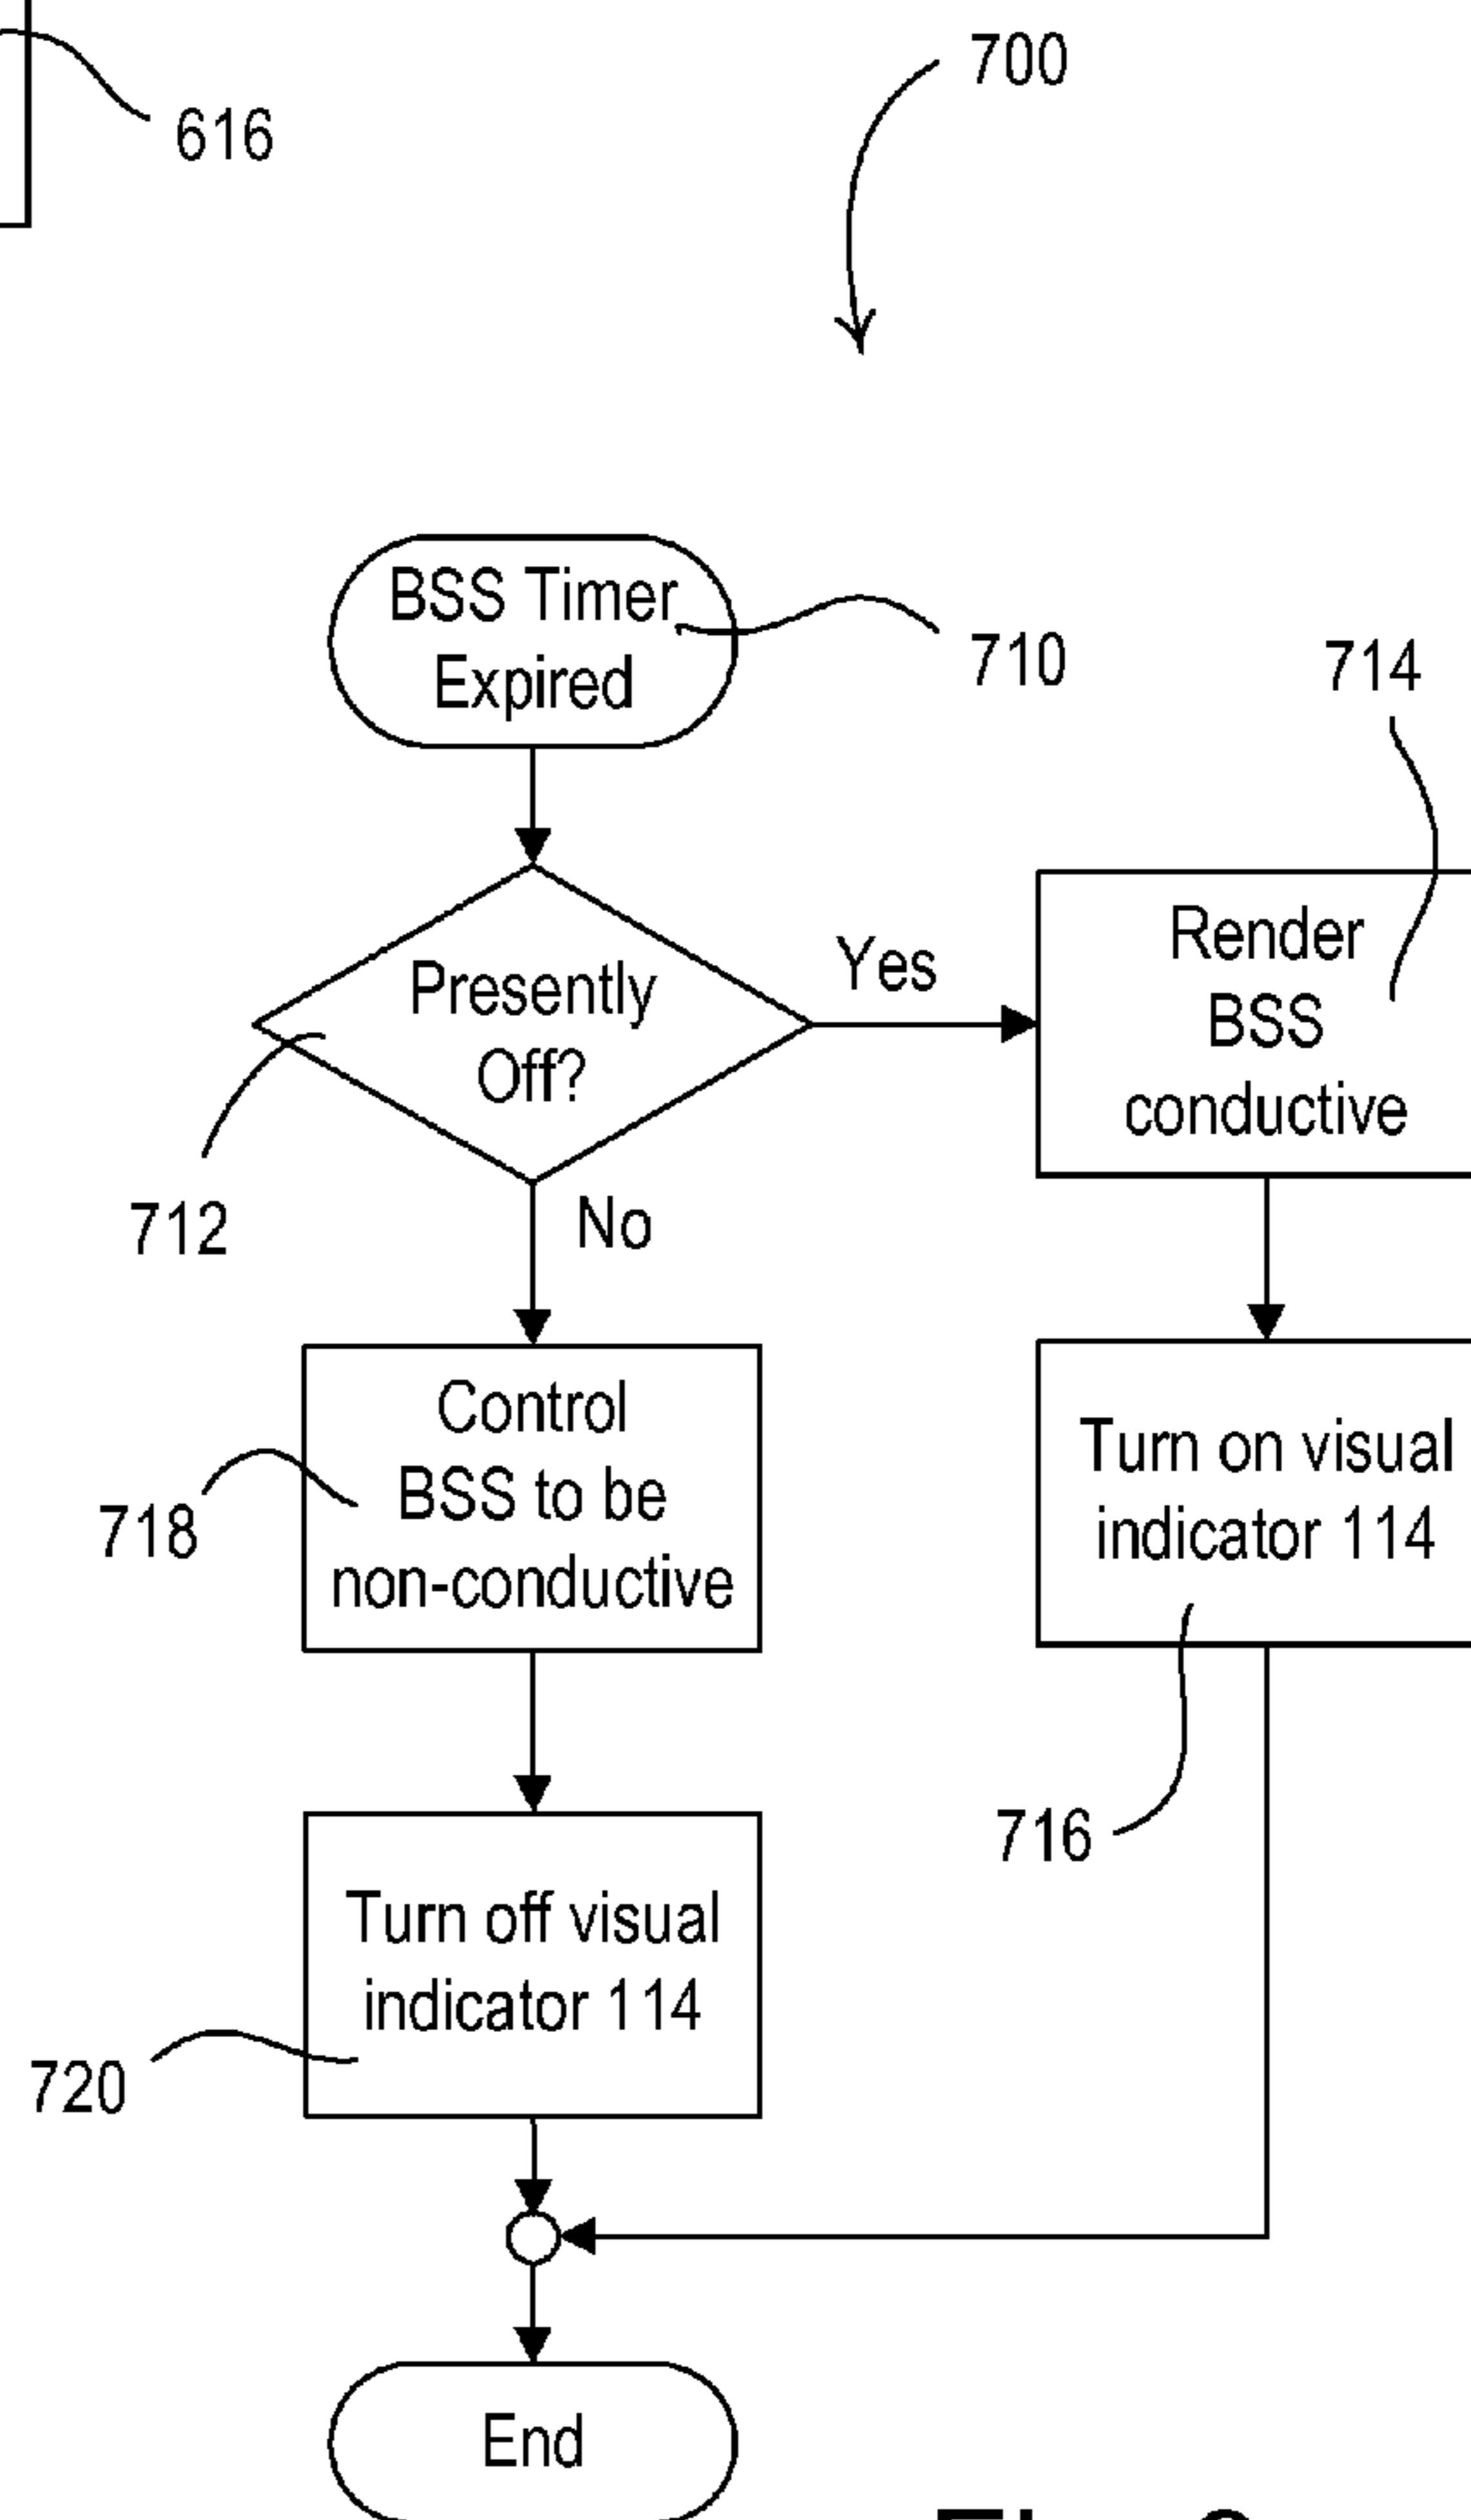 616
700
BSS Timer
Expired
710
714
Presently
Off?
Yes
Render
BSS
conductive
712
No
Control
BSS to be
non-conductive
718
Turn on visual
indicator 114
716
Turn off visual
indicator 114
720
End